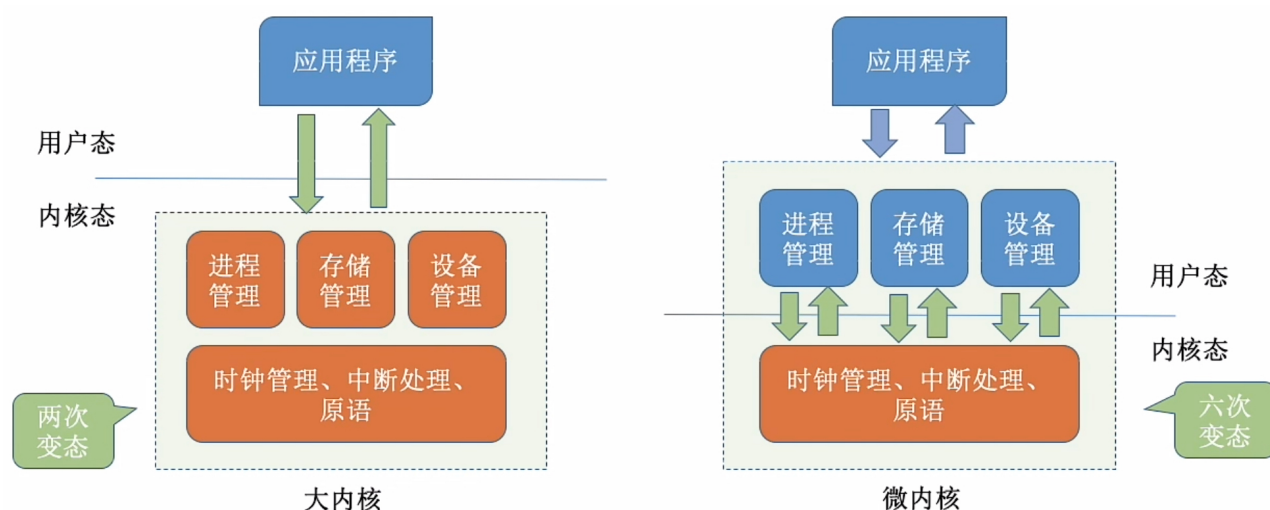 应用程序
用户态
内核态
进程
管理
存储
管理
设备
管理
时钟管理、中断处理、
原语
两次
变态
大内核
应用程序
进程
管理
存储
管理
设备
管理
用户态
内核态
时钟管理、中断处理、
原语
六次
变态
微内核